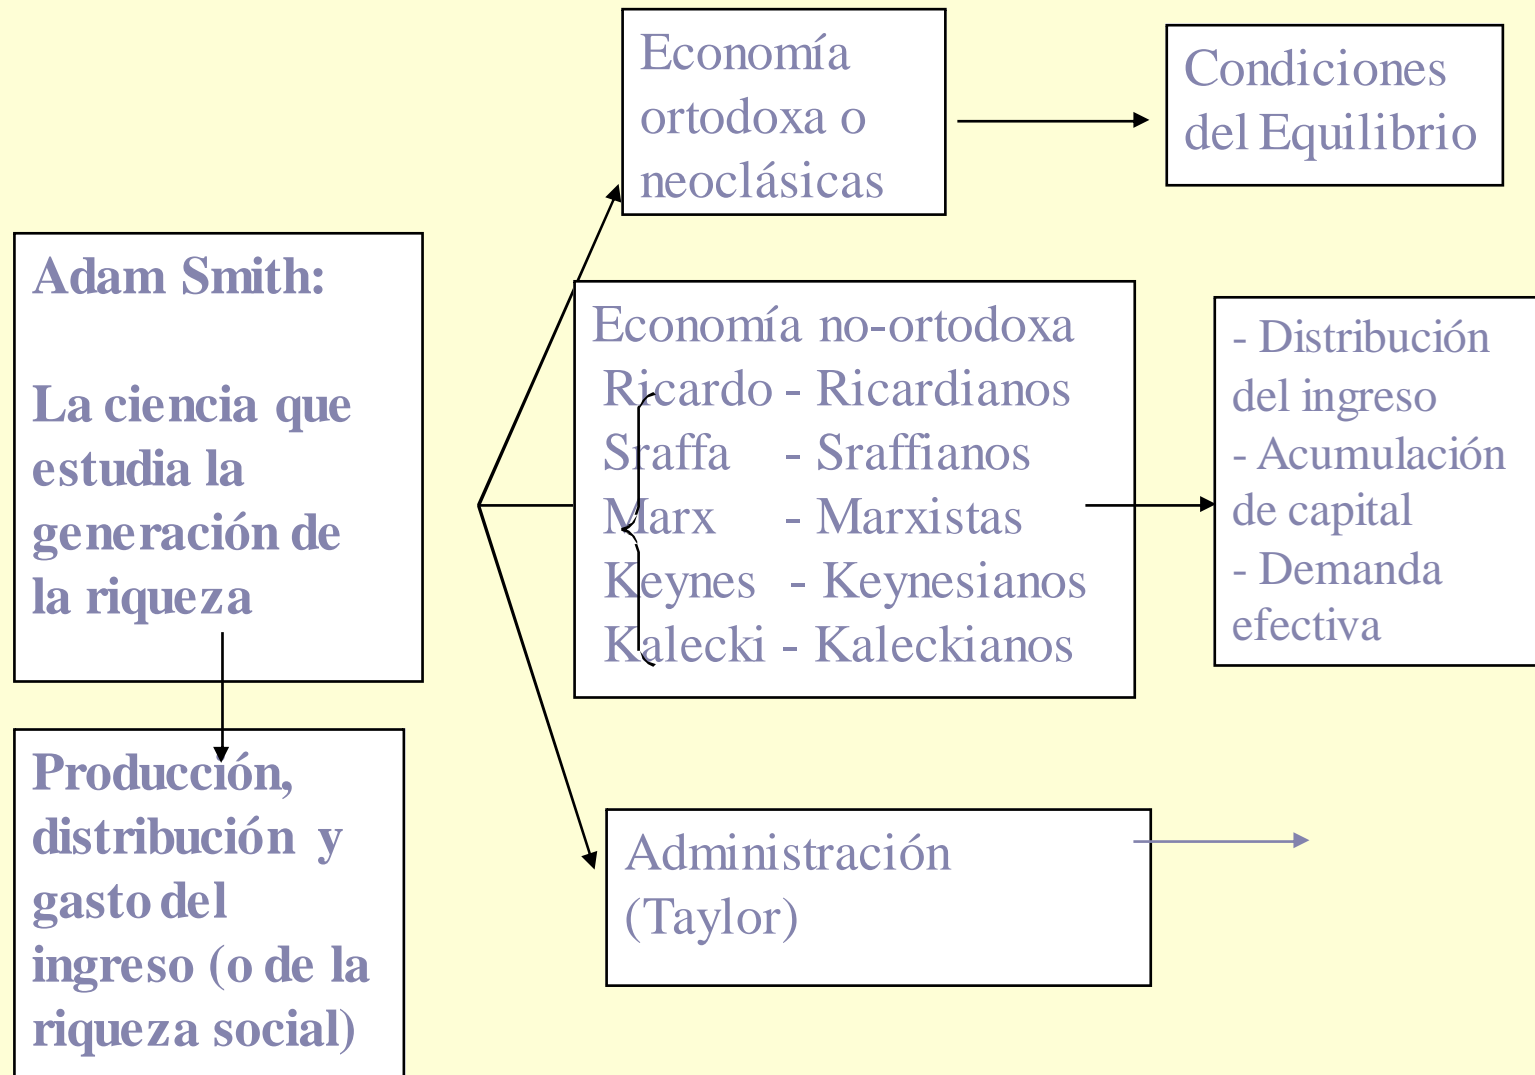 Adam Smith:
La ciencia que
estudia la
generación de
la riqueza
Producción,
distribución y
gasto del
ingreso (o de la
riqueza social)
Economía
ortodoxa o
neoclásicas
Condiciones
del Equilibrio
Economía no-ortodoxa
Ricardo - Ricardianos
Sraffa - Sraffianos
Marx - Marxistas
Keynes - Keynesianos
Kalecki - Kaleckianos
- Distribución
del ingreso
- Acumulación
de capital
- Demanda
efectiva
Administración
(Taylor)